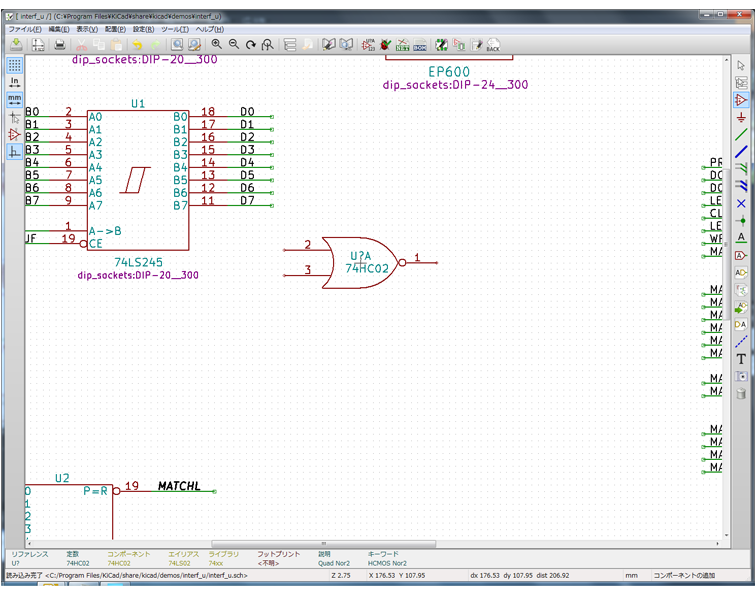 [ interf_u /] (C:¥Program Files¥KiCad¥share¥kicad¥demos¥interf_u)
ファイル(F) 編集(E) 表示(V) 配置(P) 設定(R) ツール(T) ヘルプ(H)
BACK
dip_sockets:DIP-20__300
EP600
dip_sockets:DIP-24__300
In
mm
U1
B0 2 A0 B0 18 D0
B1 3 A1 B1 17 D1
B2 4 A2 B2 16 D2
B3 5 A3 B3 15 D3
B4 6 A4 B4 14 D4
B5 7 A5 B5 13 D5
B6 8 A6 B6 12 D6
B7 9 A7 B7 11 D7
1 A->B
UF 19 CE
74LS245
dip_sockets:DIP-20__300
2
3
U?A
74HC02
1
PR
DO
DO
LE
CL
LE
WR
MA
MA
MA
MA
MA
MA
MA
MA
MA
MA
MA
MA
MA
A
T
U2
P=R 19 MATCHL
0
1
2
3
リファレンス 定数 コンポーネント エイリアス ライブラリ フットプリント 説明 キーワード
U? 74HC02 74HC02 74LS02 74xx <不明> Quad Nor2 HCMOS Nor2
読み込み完了 <C:/Program Files/KiCad/share/kicad/demos/interf_u/interf_u.sch> Z 2.75 X 176.53 Y 107.95 dx 176.53 dy 107.95 dist 206.92 mm コンポーネントの追加